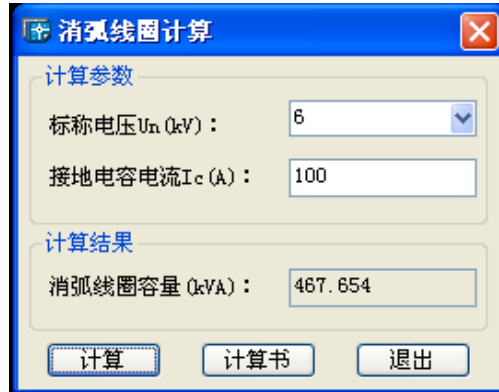 消弧线圈计算
计算参数
标称电压Un(kV)： 6
接地电容电流Ic(A)： 100
计算结果
消弧线圈容量(kVA)： 467.654
计算 计算书 退出